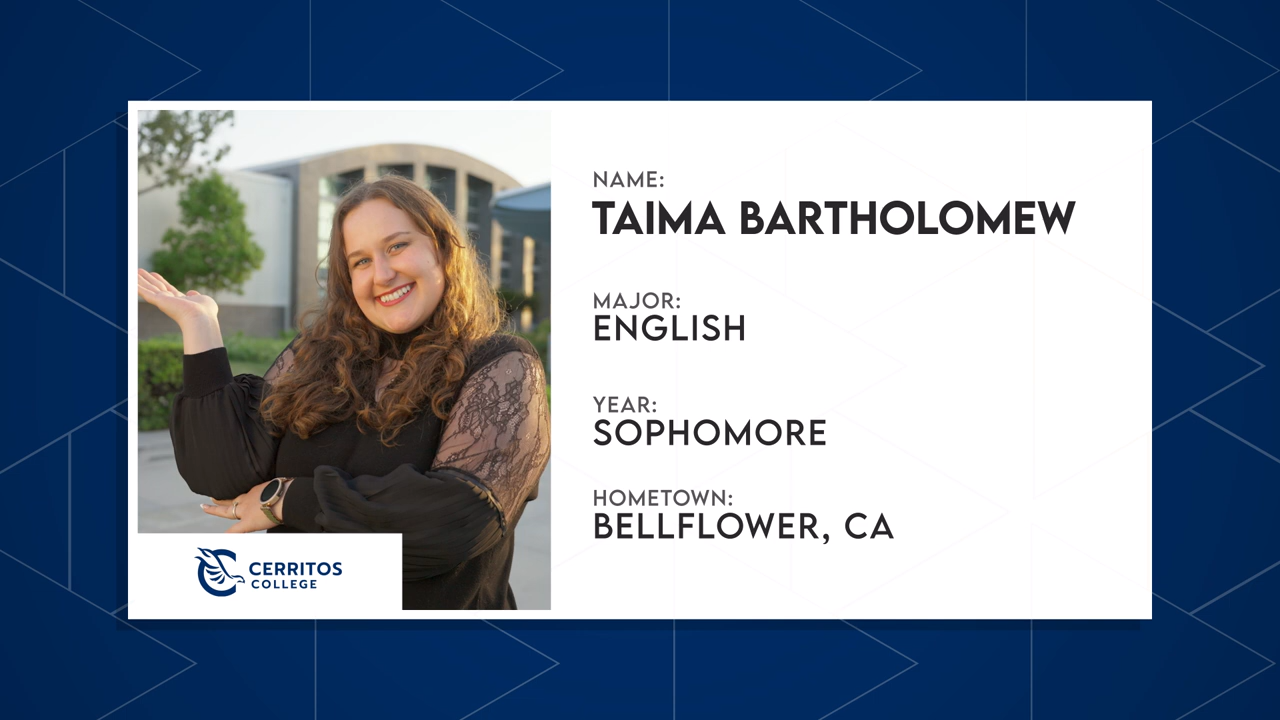 NAME:
TAIMA BARTHOLOMEW
MAJOR:
ENGLISH
YEAR:
SOPHOMORE
HOMETOWN:
BELLFLOWER, CA
CERRITOS
COLLEGE